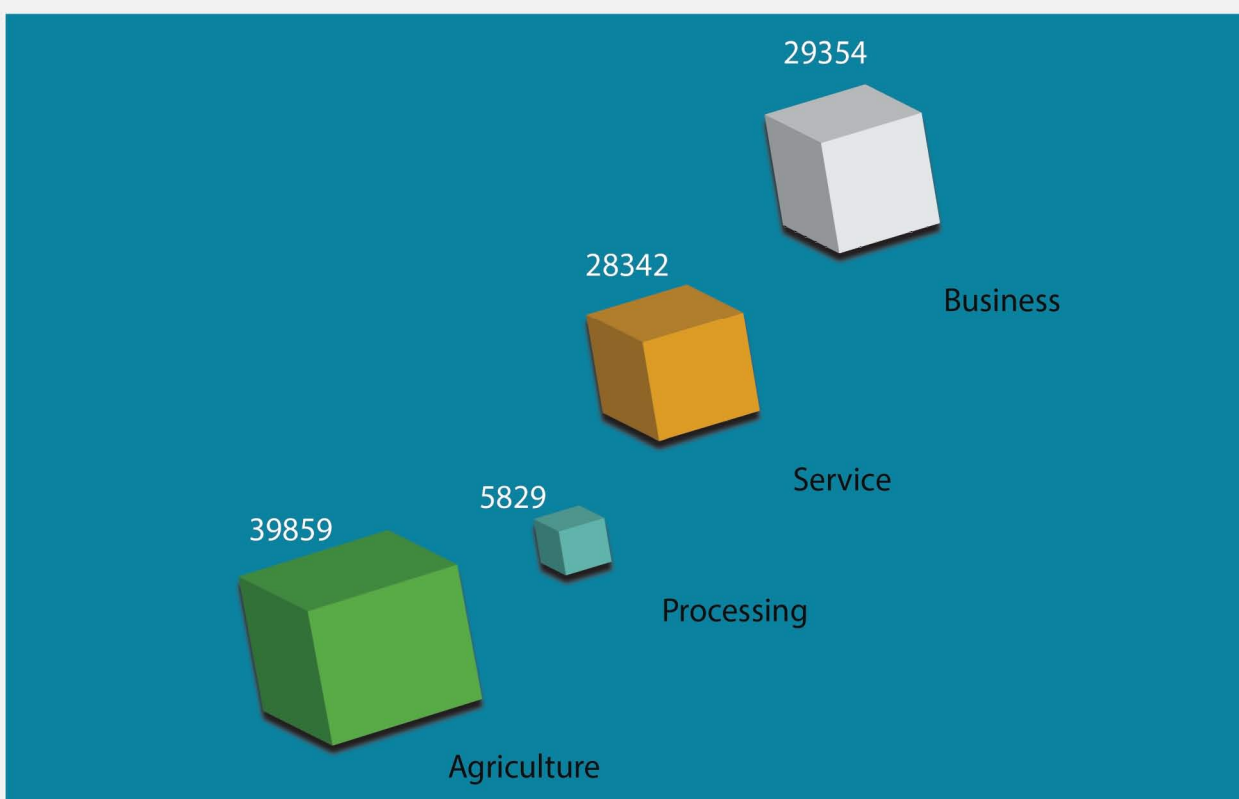 29354
Business
28342
Service
5829
Processing
39859
Agriculture